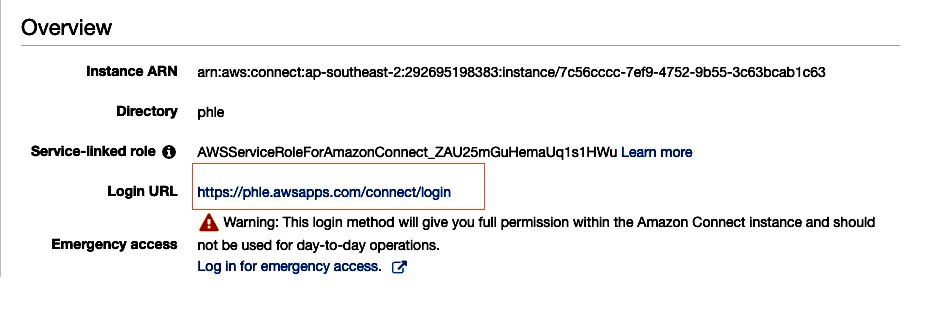 Overview
Instance ARN arn:aws:connect:ap-southeast-2:292695198383:instance/7c56cccc-7ef9-4752-9b55-3c63bcab1c63
Directory phle
Service-linked role AWSServiceRoleForAmazonConnect_ZAU25mGuHemaUq1s1HWu Learn more
Login URL https://phle.awsapps.com/connect/login
Warning: This login method will give you full permission within the Amazon Connect instance and should
Emergency access not be used for day-to-day operations.
Log in for emergency access.